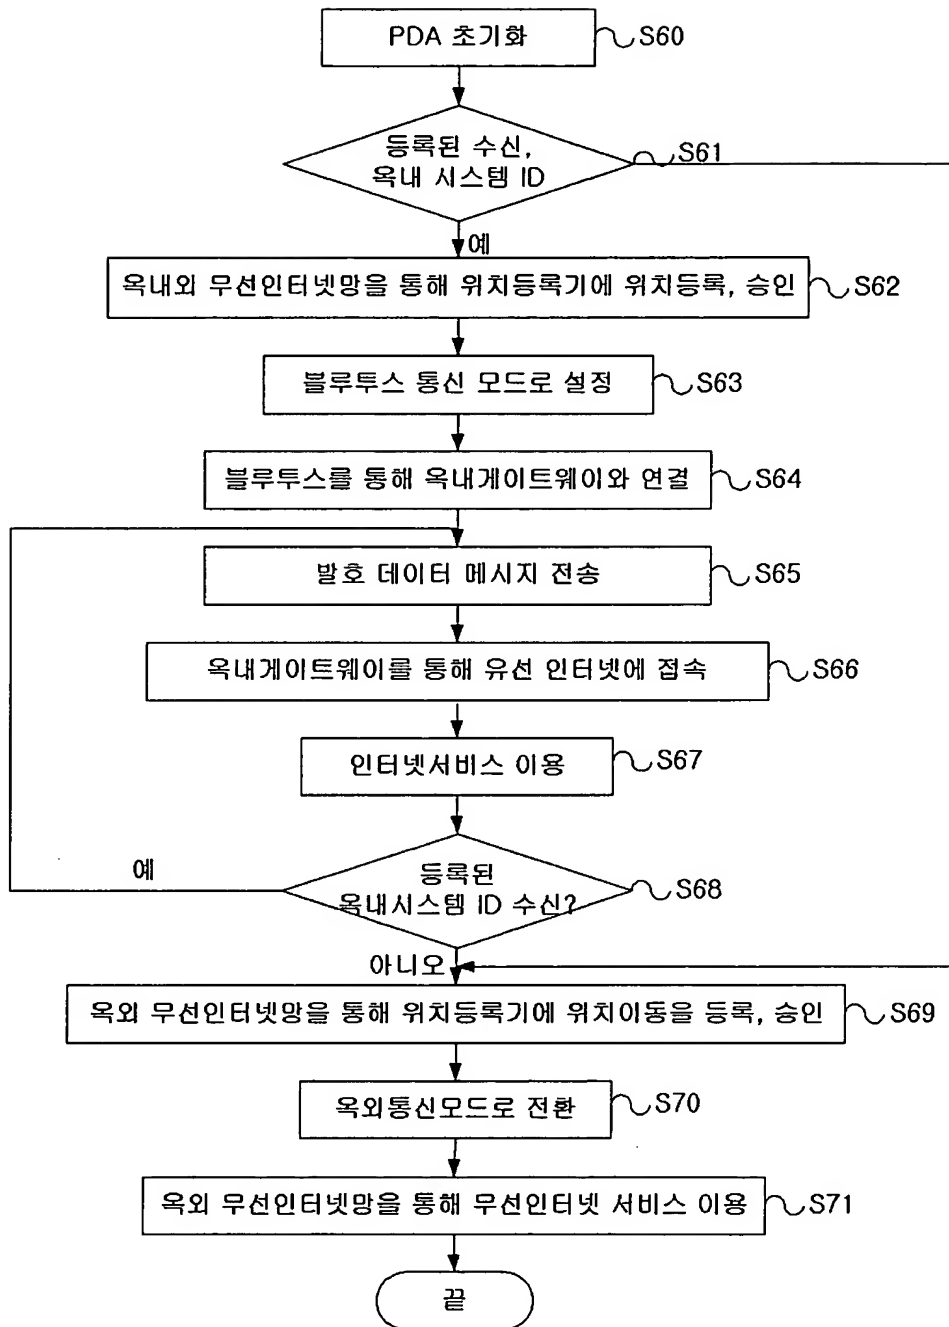 PDA 초기화
S60
등록된 수신,
옥내 시스템 ID
S61
예
옥내외 무선인터넷망을 통해 위치등록기에 위치등록, 승인
S62
블루투스 통신 모드로 설정
S63
블루투스를 통해 옥내게이트웨이와 연결
S64
발호 데이터 메시지 전송
S65
옥내게이트웨이를 통해 유선 인터넷에 접속
S66
인터넷서비스 이용
S67
예
등록된
옥내시스템 ID 수신?
S68
아니오
옥외 무선인터넷망을 통해 위치등록기에 위치이동을 등록, 승인
S69
옥외통신모드로 전환
S70
옥외 무선인터넷망을 통해 무선인터넷 서비스 이용
S71
끝